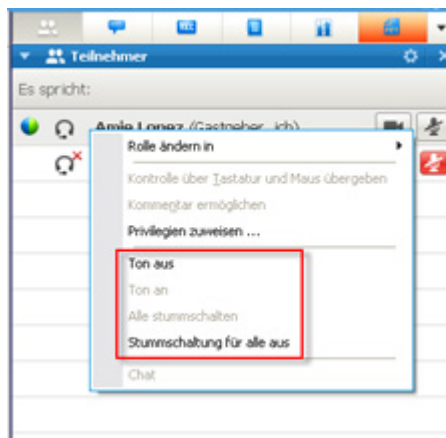 REC
Teilnehmer
Es spricht:
Amie Lopez (Gastgeber, ich)
Rolle ändern in
Kontrolle über Tastatur und Maus übergeben
Kommentar ermöglichen
Privilegien zuweisen ...
Ton aus
Ton an
Alle stummschalten
Stummschaltung für alle aus
Chat